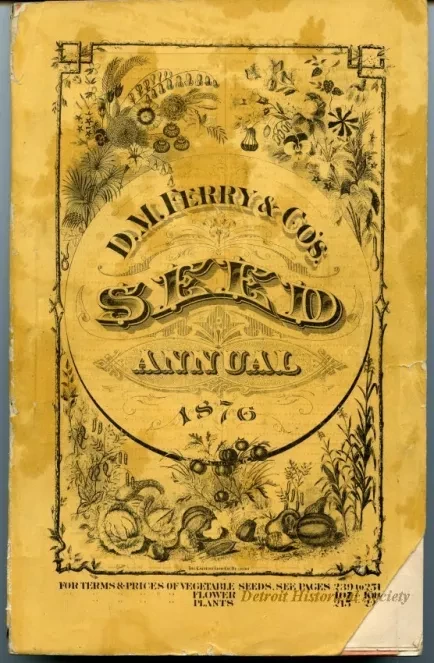 D. M. FERRY & CO'S.
SEED
ANNUAL
1876
FOR TERMS & PRICES OF VEGETABLE SEEDS, SEE PAGES
FLOWER
PLANTS
Detroit Historical Society